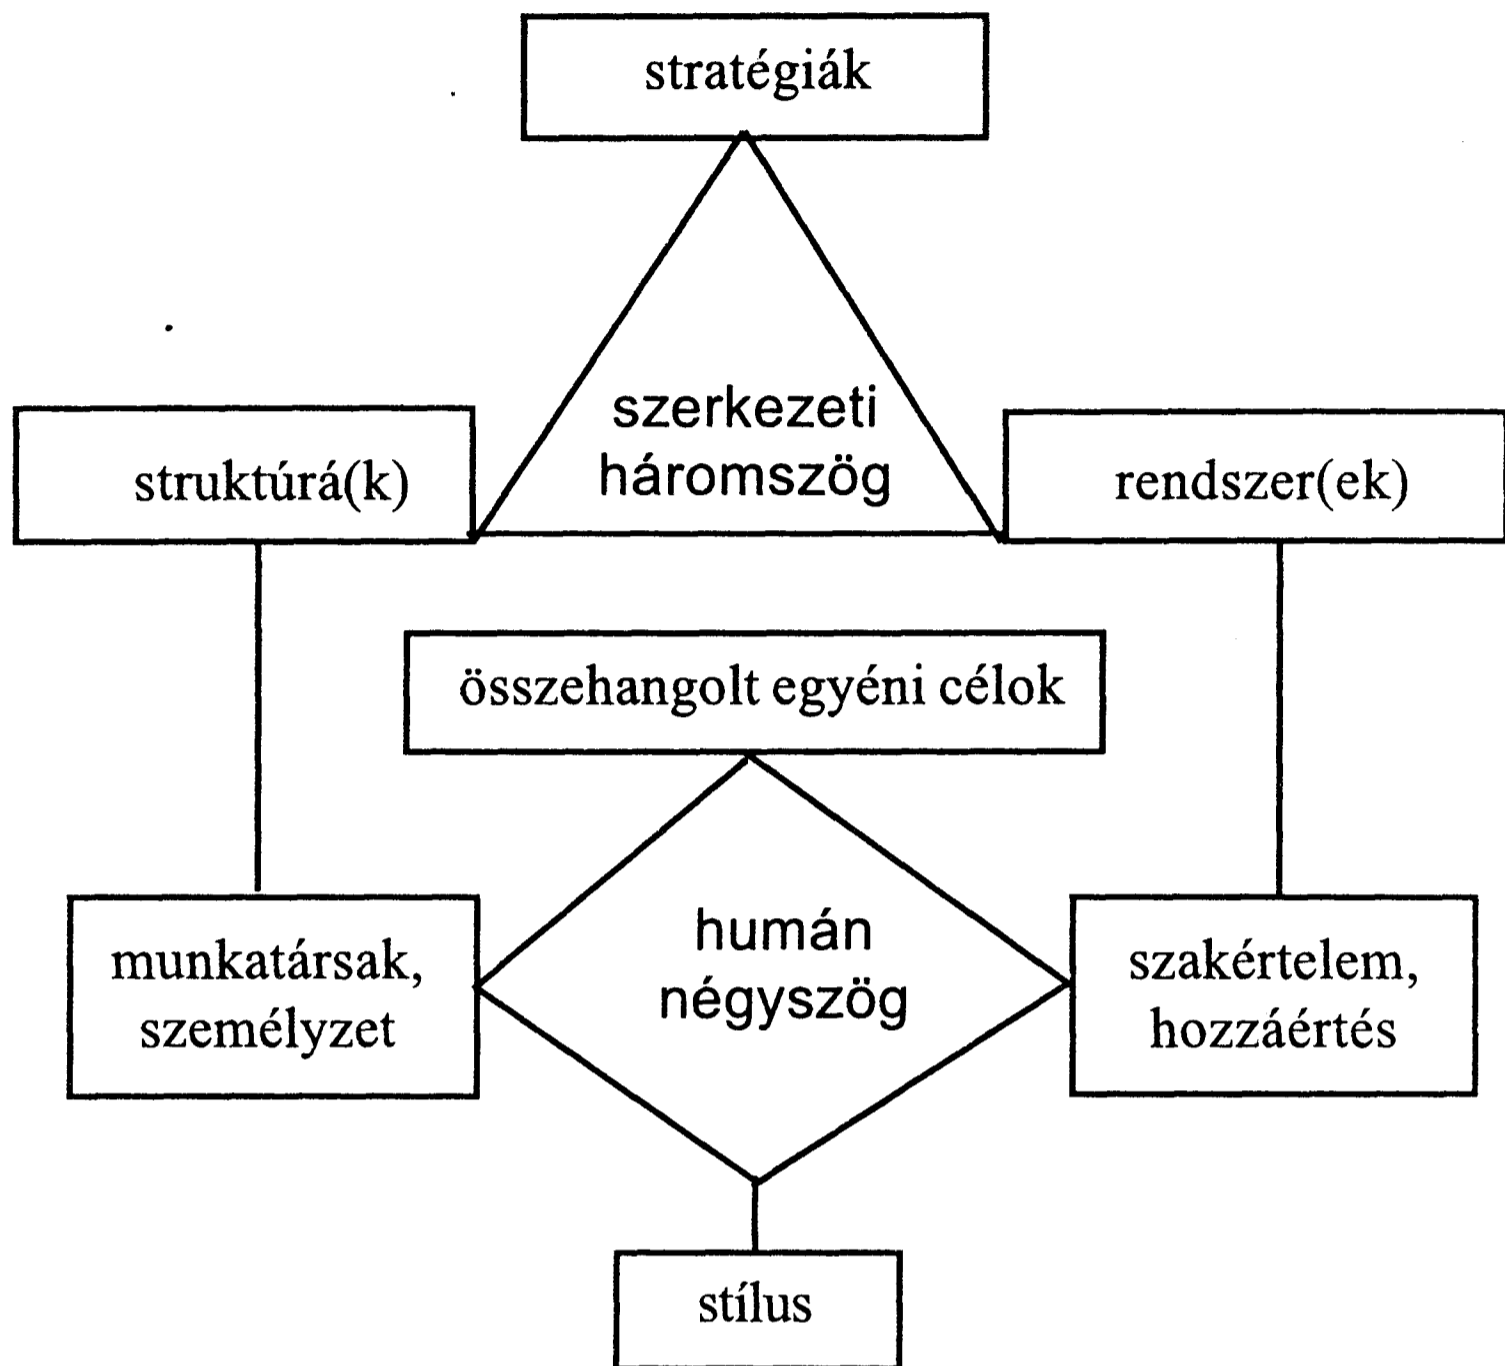 stratégiák
szerkezeti
háromszög
struktúrá(k)
rendszer(ek)
összehangolt egyéni célok
munkatársak,
személyzet
humán
négyszög
szakértelem,
hozzáértés
stílus